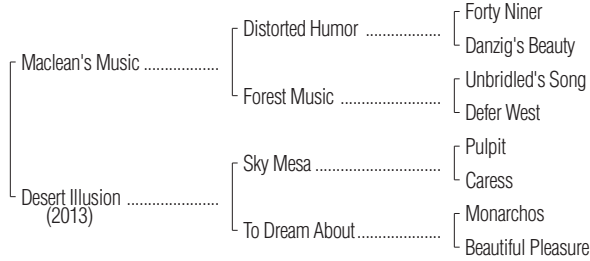 Forty Niner
Distorted Humor ..................
Danzig's Beauty
Maclean's Music ..................
Unbridled's Song
Forest Music ........................
Defer West
Pulpit
Sky Mesa ..............................
Caress
Desert Illusion ......................
(2013)
Monarchos
To Dream About....................
Beautiful Pleasure